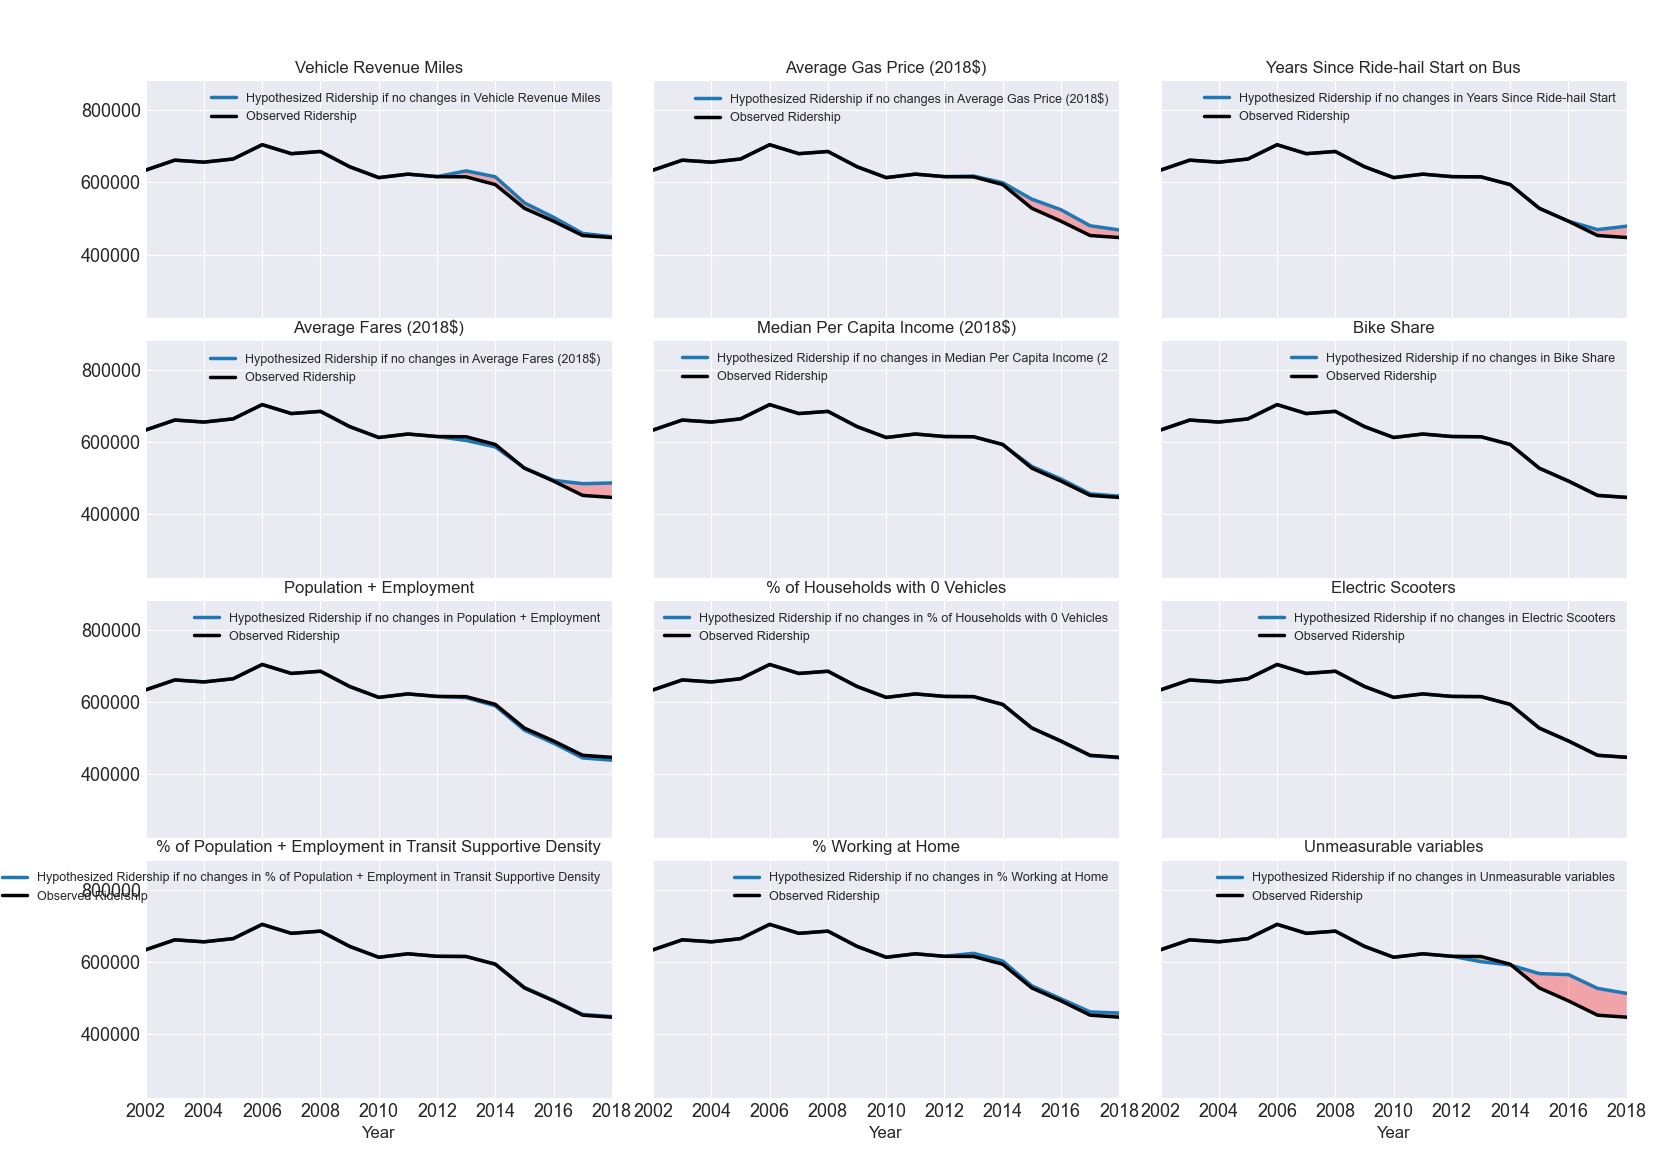 Vehicle Revenue Miles
Hypothesized Ridership if no changes in Vehicle Revenue Miles
Observed Ridership
800000
600000
400000
Average Gas Price (2018$)
Hypothesized Ridership if no changes in Average Gas Price (2018$)
Observed Ridership
Years Since Ride-hail Start on Bus
Hypothesized Ridership if no changes in Years Since Ride-hail Start
Observed Ridership
Average Fares (2018$)
Hypothesized Ridership if no changes in Average Fares (2018$)
Observed Ridership
800000
600000
400000
Median Per Capita Income (2018$)
Hypothesized Ridership if no changes in Median Per Capita Income (2
Observed Ridership
Bike Share
Hypothesized Ridership if no changes in Bike Share
Observed Ridership
Population + Employment
Hypothesized Ridership if no changes in Population + Employment
Observed Ridership
800000
600000
400000
% of Households with 0 Vehicles
Hypothesized Ridership if no changes in % of Households with 0 Vehicles
Observed Ridership
Electric Scooters
Hypothesized Ridership if no changes in Electric Scooters
Observed Ridership
% of Population + Employment in Transit Supportive Density
Hypothesized Ridership if no changes in % of Population + Employment in Transit Supportive Density
Observed Ridership
800000
600000
400000
2002 2004 2006 2008 2010 2012 2014 2016 2018
Year
% Working at Home
Hypothesized Ridership if no changes in % Working at Home
Observed Ridership
2002 2004 2006 2008 2010 2012 2014 2016 2018
Year
Unmeasurable variables
Hypothesized Ridership if no changes in Unmeasurable variables
Observed Ridership
2002 2004 2006 2008 2010 2012 2014 2016 2018
Year